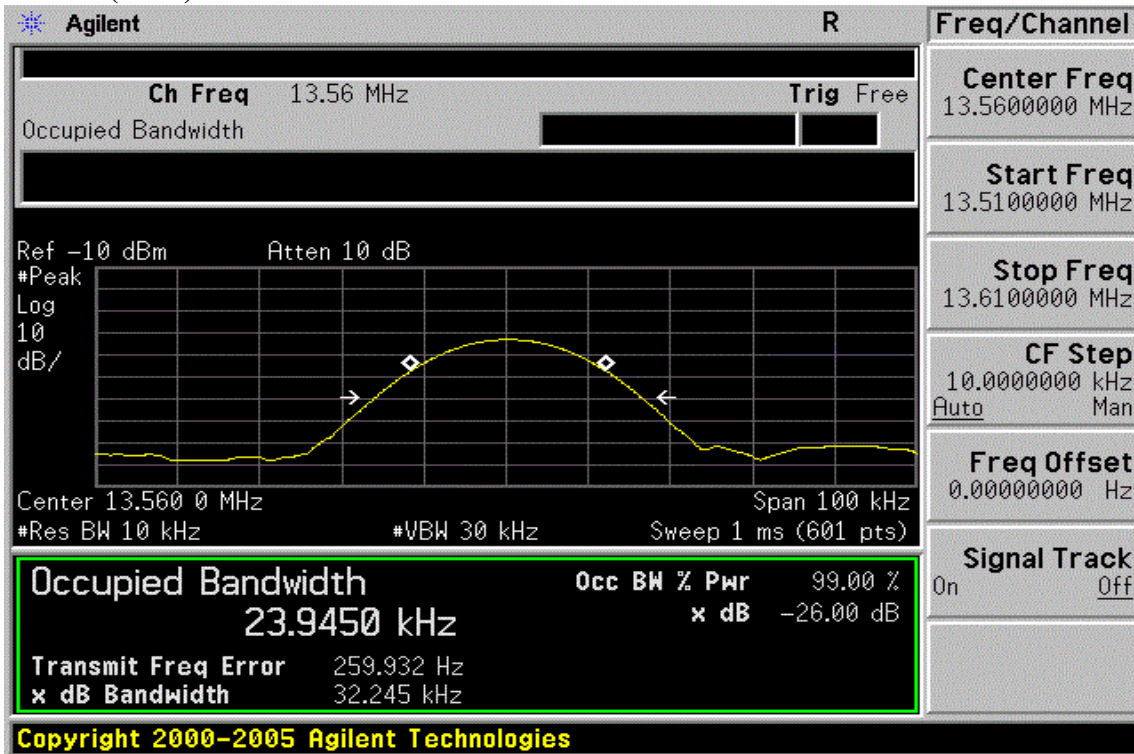 Agilent R Freq/Channel
Ch Freq 13.56 MHz Trig Free
Occupied Bandwidth
Center Freq
13.5600000 MHz
Start Freq
13.5100000 MHz
Stop Freq
13.6100000 MHz
CF Step
10.0000000 kHz
Auto Man
Freq Offset
0.00000000 Hz
Signal Track
On Off
Ref -10 dBm Atten 10 dB
#Peak
Log
10
dB/
Center 13.560 0 MHz Span 100 kHz
#Res BW 10 kHz #VBW 30 kHz Sweep 1 ms (601 pts)
Occupied Bandwidth Occ BW % Pwr 99.00 %
23.9450 kHz x dB -26.00 dB
Transmit Freq Error 259.932 Hz
x dB Bandwidth 32.245 kHz
Copyright 2000-2005 Agilent Technologies